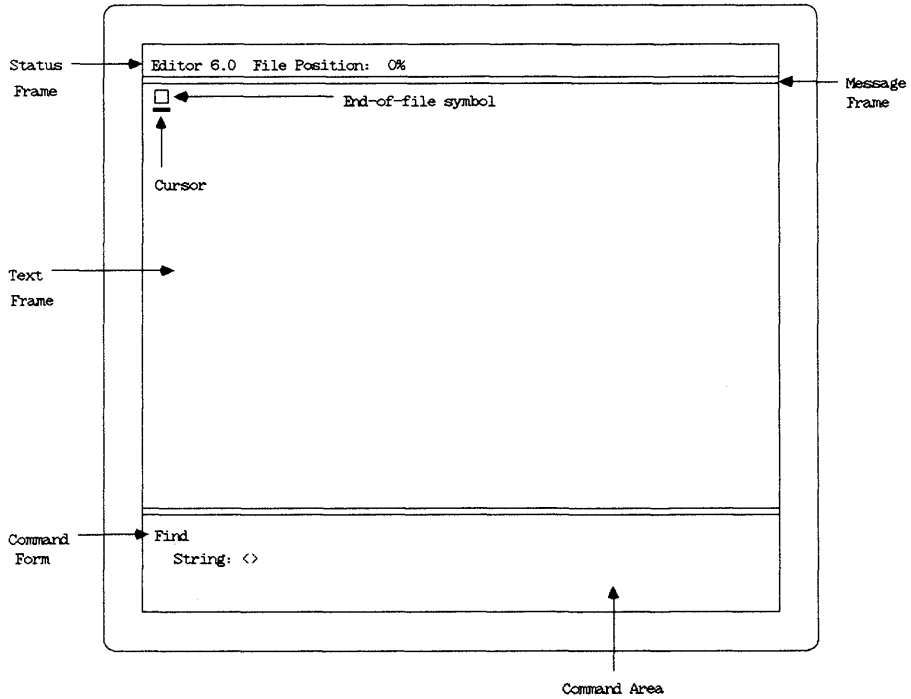 Status
Frame
Editor 6.0 File Position: 0%
Message
Frame
End-of-file symbol
Cursor
Text
Frame
Command
Form
Find
String: <>
Command Area